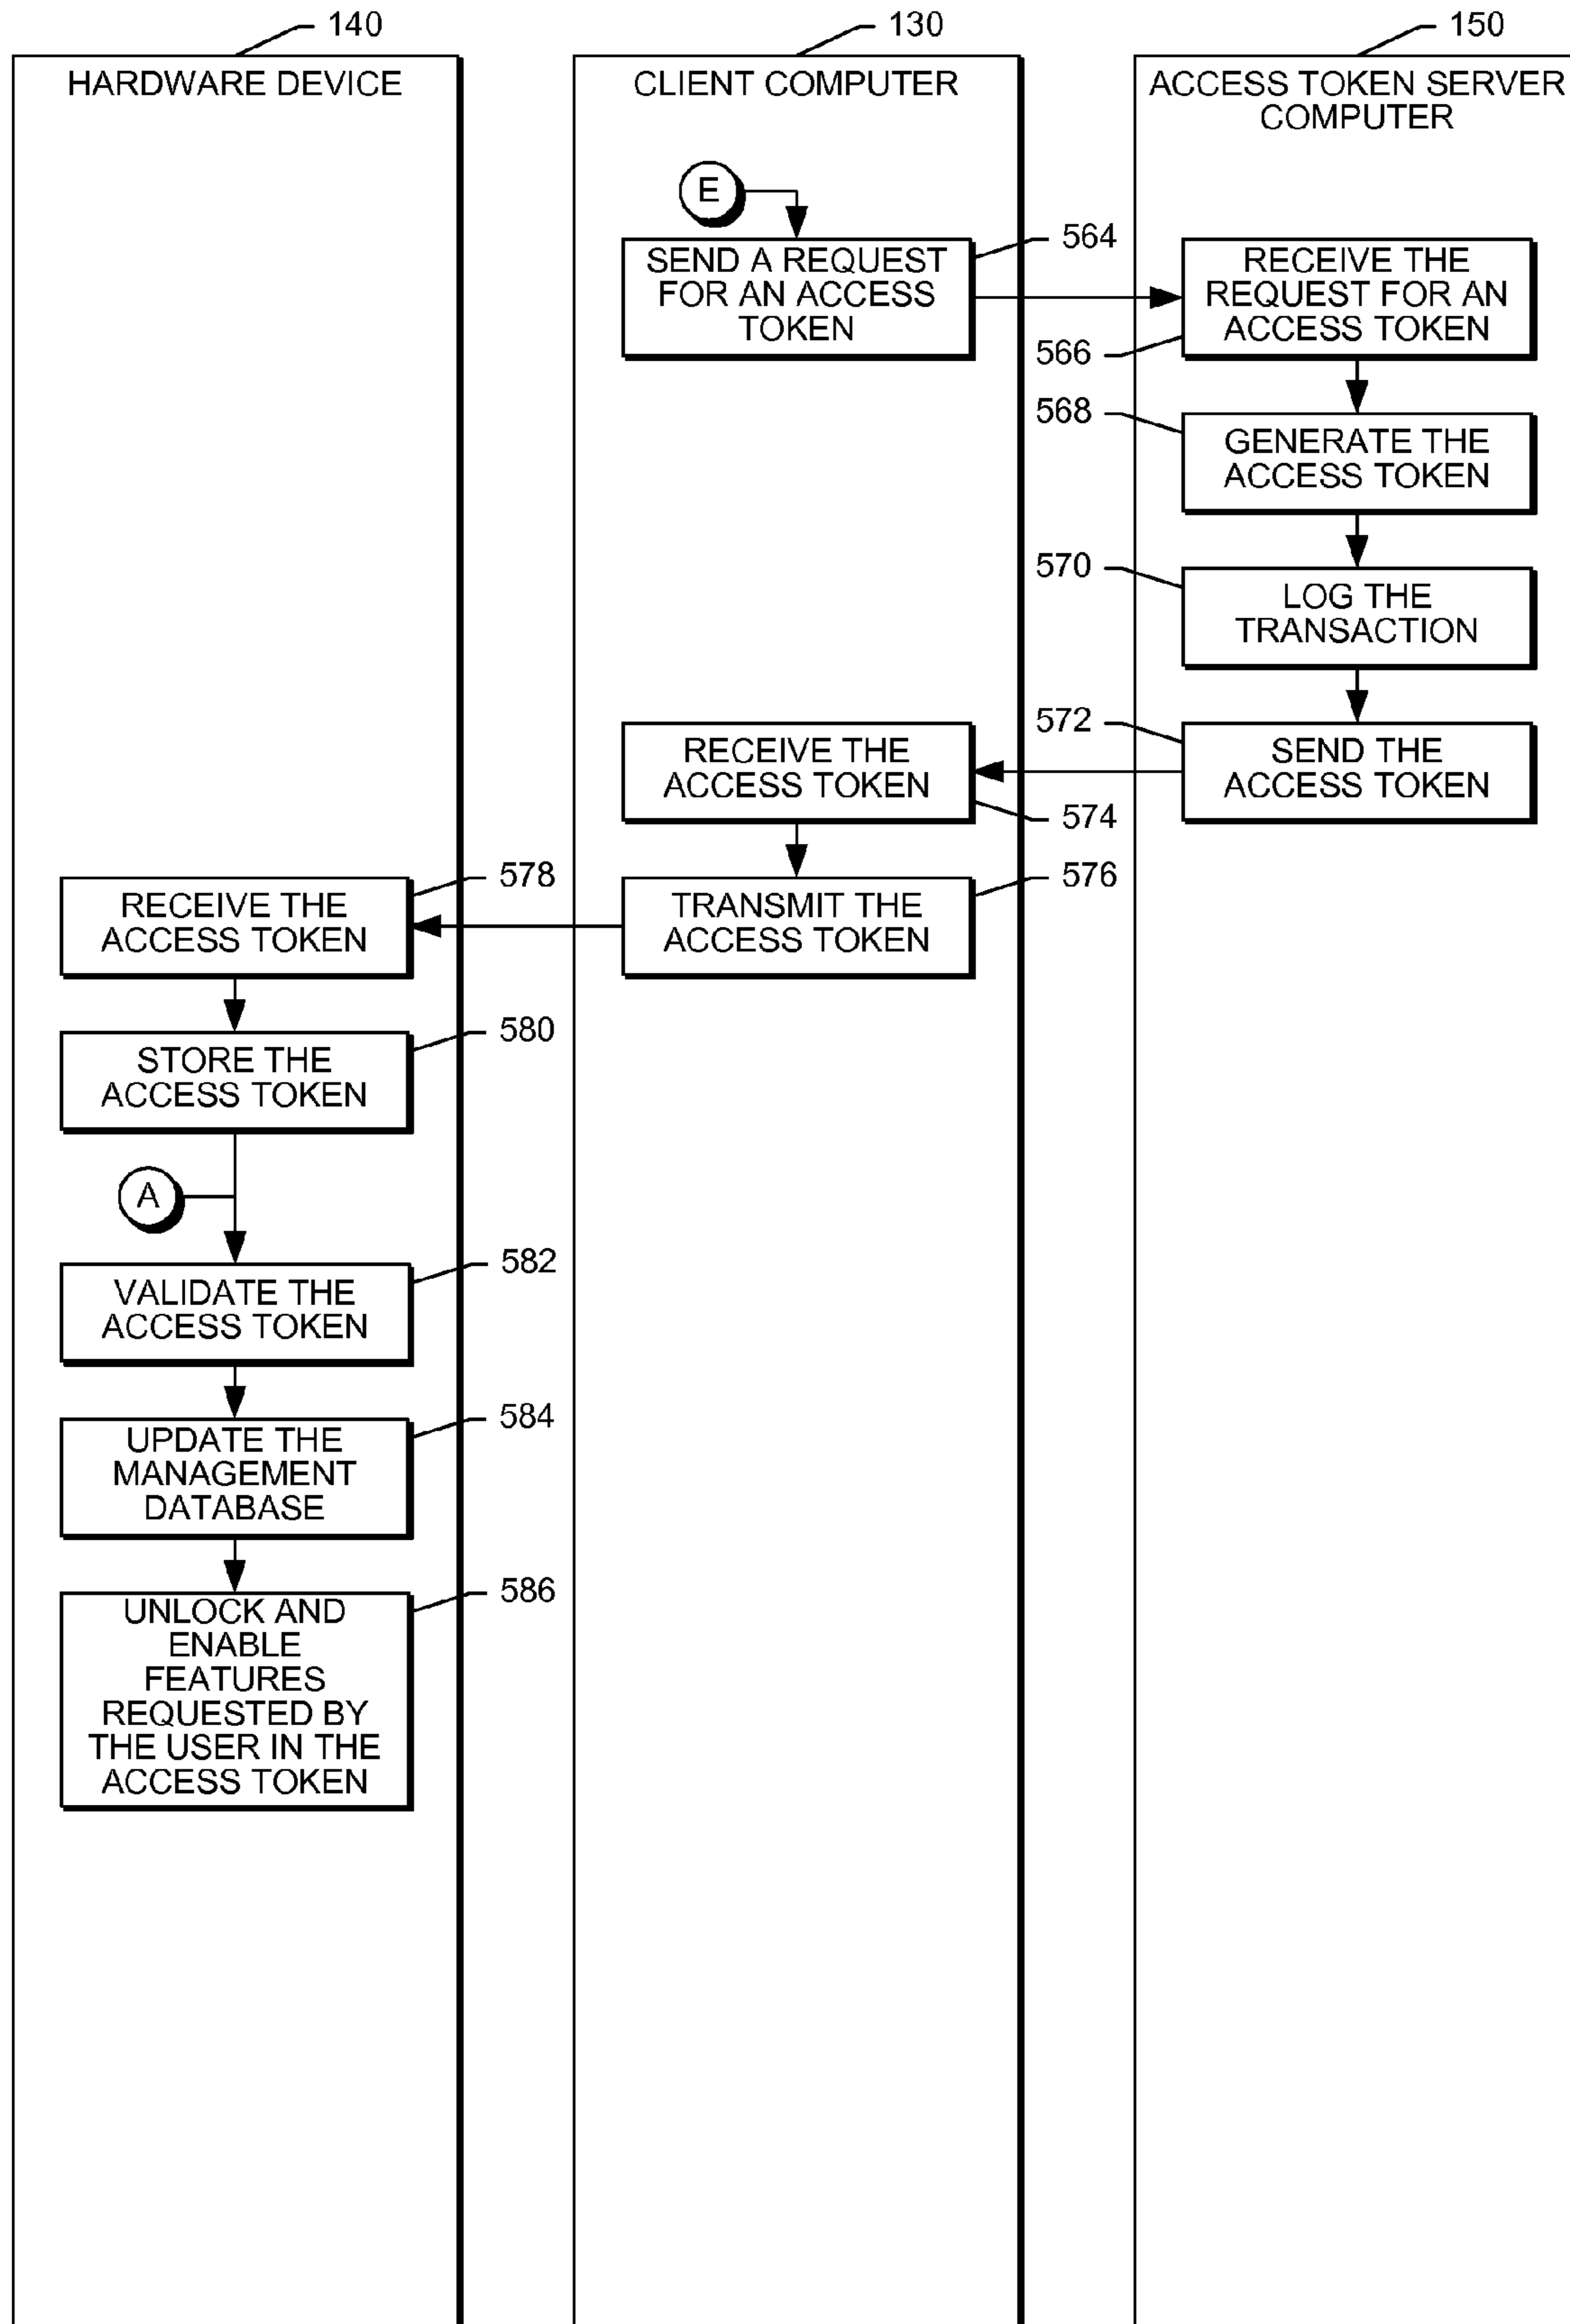 140
130
150
HARDWARE DEVICE
CLIENT COMPUTER
ACCESS TOKEN SERVER
COMPUTER
E
SEND A REQUEST
FOR AN ACCESS
TOKEN
564
RECEIVE THE
REQUEST FOR AN
ACCESS TOKEN
566
568
GENERATE THE
ACCESS TOKEN
570
LOG THE
TRANSACTION
572
SEND THE
ACCESS TOKEN
RECEIVE THE
ACCESS TOKEN
574
TRANSMIT THE
ACCESS TOKEN
576
RECEIVE THE
ACCESS TOKEN
578
STORE THE
ACCESS TOKEN
580
A
VALIDATE THE
ACCESS TOKEN
582
UPDATE THE
MANAGEMENT
DATABASE
584
UNLOCK AND
ENABLE
FEATURES
REQUESTED BY
THE USER IN THE
ACCESS TOKEN
586